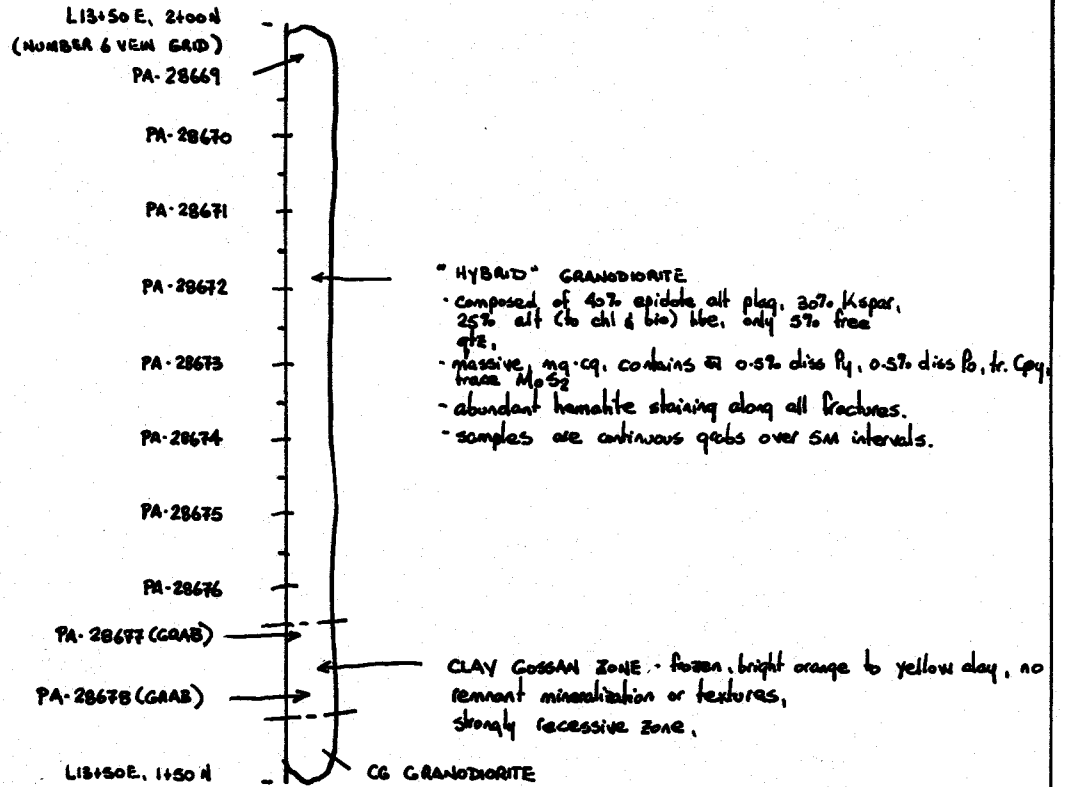 L13+50E, 2+00N
(NUMBER 6 VEIN GRID)
PA-28669
PA-28670
PA-28671
PA-28672
"HYBRID" GRANODIORITE
- composed of 40% epidote alt plag, 30% Kspar,
25% alt (to chl & bio) hbe, only 5% free
qtz.
PA-28673
- massive, mg-cg, contains 0.5% diss Py, 0.5% diss Po, tr. Cpy,
trace MoS2
- abundant hematite staining along all fractures.
PA-28674
- samples are continuous grabs over 5M intervals.
PA-28675
PA-28676
PA-28677 (GRAB)
CLAY GOSSAN ZONE - frozen, bright orange to yellow clay, no
PA-28678 (GRAB)
remnant mineralization or textures,
strongly recessive zone.
L13+50E, 1+50N
CG GRANODIORITE